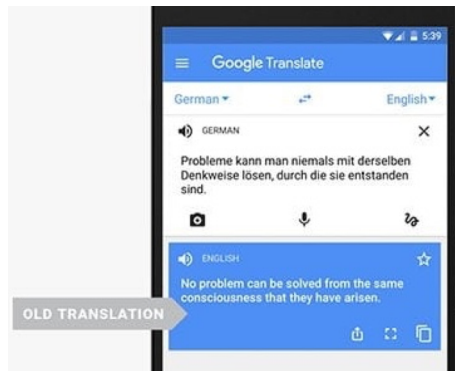 5:39
Google Translate
German
English
GERMAN
Probleme kann man niemals mit derselben
Denkweise lösen, durch die sie entstanden
sind.
ENGLISH
No problem can be solved from the same
consciousness that they have arisen.
OLD TRANSLATION